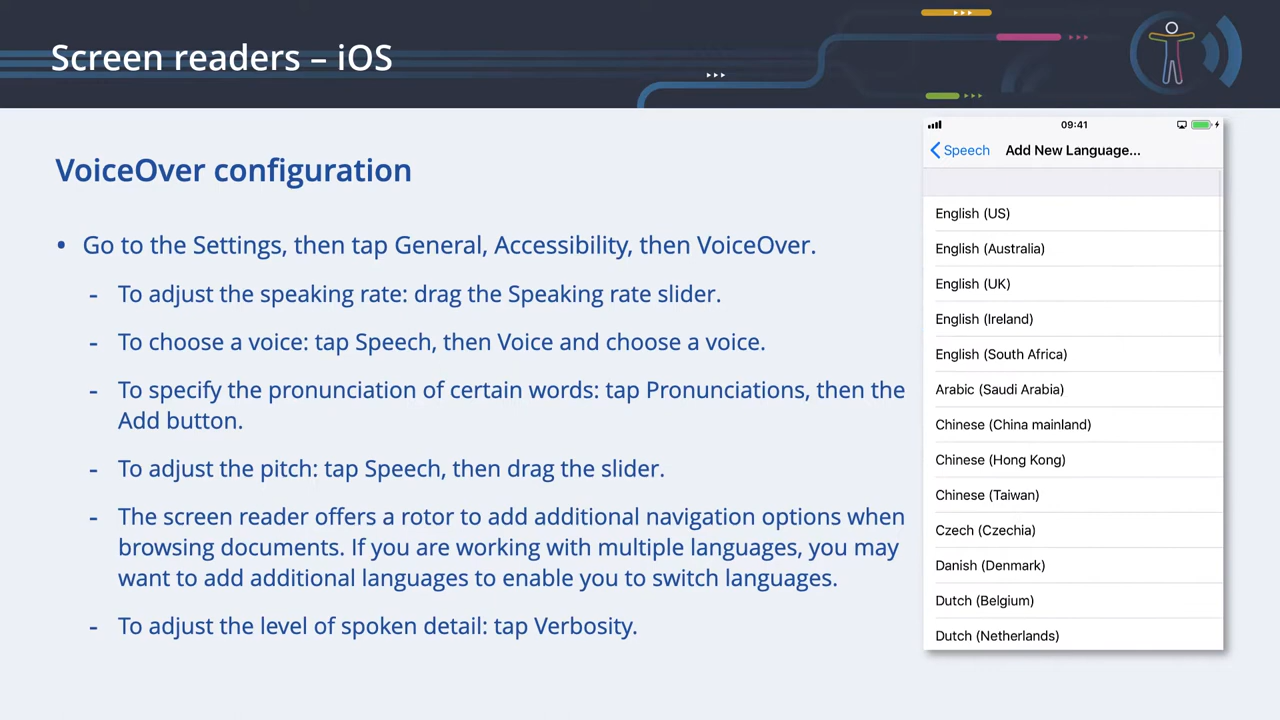 Screen readers – iOS
VoiceOver configuration
• Go to the Settings, then tap General, Accessibility, then VoiceOver.
- To adjust the speaking rate: drag the Speaking rate slider.
- To choose a voice: tap Speech, then Voice and choose a voice.
- To specify the pronunciation of certain words: tap Pronunciations, then the
Add button.
- To adjust the pitch: tap Speech, then drag the slider.
- The screen reader offers a rotor to add additional navigation options when
browsing documents. If you are working with multiple languages, you may
want to add additional languages to enable you to switch languages.
- To adjust the level of spoken detail: tap Verbosity.
09:41
Speech Add New Language...
English (US)
English (Australia)
English (UK)
English (Ireland)
English (South Africa)
Arabic (Saudi Arabia)
Chinese (China mainland)
Chinese (Hong Kong)
Chinese (Taiwan)
Czech (Czechia)
Danish (Denmark)
Dutch (Belgium)
Dutch (Netherlands)